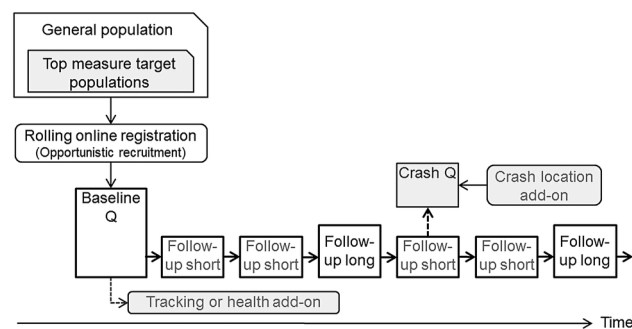 General population
Top measure target
populations
Rolling online registration
(Opportunistic recruitment)
Baseline
Q
Crash Q
Crash location
add-on
Follow-
up short
Follow-
up short
Follow-
up long
Follow-
up short
Follow-
up short
Follow-
up long
Tracking or health add-on
Time